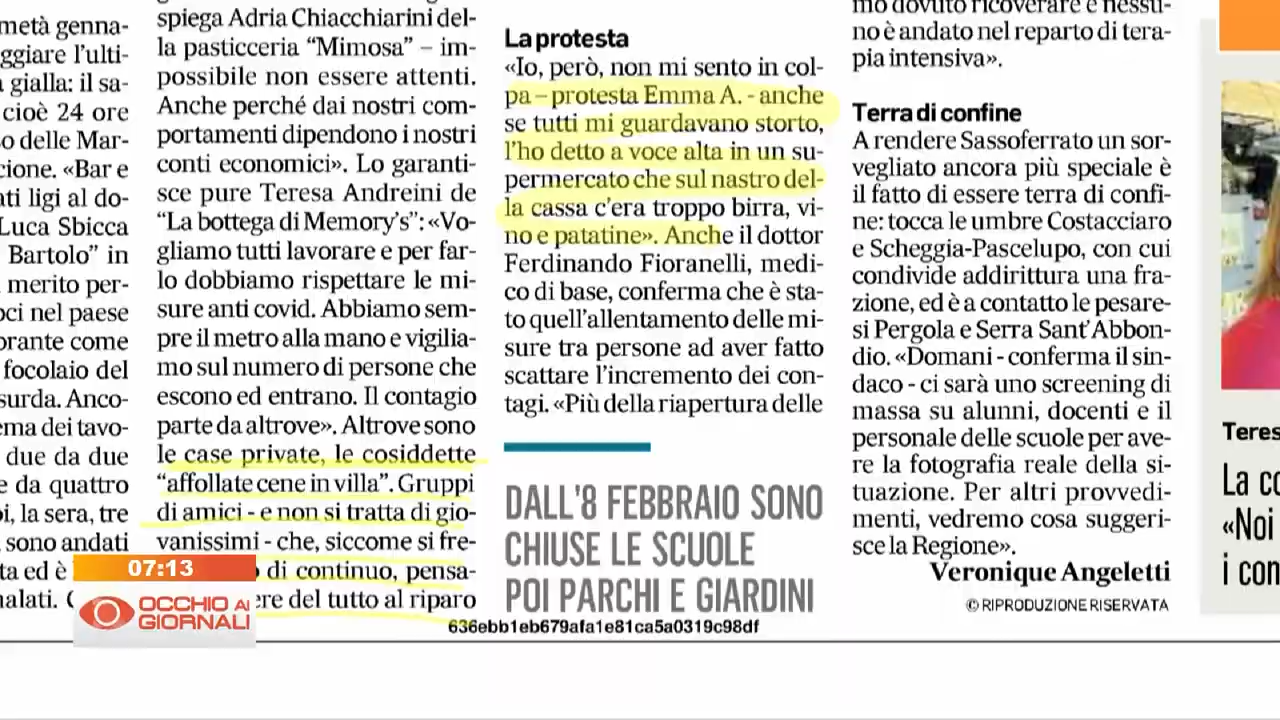 metà genna-
ggiare l'ulti-
gialla: il sa-
cioè 24 ore
o delle Mar-
cione. «Bar e
ati ligi al do-
Luca Sbicca
Bartolo” in
merito per-
oci nel paese
orante come
focolaio del
surda. Anco-
ema dei tavo-
due da due
e da quattro
oi, la sera, tre
sono andati
ta ed è
nalati.
spiega Adria Chiacchiarini del-
la pasticceria “Mimosa” – im-
possibile non essere attenti.
Anche perché dai nostri com-
portamenti dipendono i nostri
conti economici». Lo garanti-
sce pure Teresa Andreini de
“La bottega di Memory's”: «Vo-
gliamo tutti lavorare e per far-
lo dobbiamo rispettare le mi-
sure anti covid. Abbiamo sem-
pre il metro alla mano e vigilia-
mo sul numero di persone che
escono ed entrano. Il contagio
parte da altrove». Altrove sono
le case private, le cosiddette
“affollate cene in villa”. Gruppi
di amici - e non si tratta di gio-
vanissimi - che, siccome si fre-
di continuo, pensa-
ere del tutto al riparo
La protesta
«Io, però, non mi sento in col-
pa – protesta Emma A. - anche
se tutti mi guardavano storto,
l'ho detto a voce alta in un su-
permercato che sul nastro del-
la cassa c'era troppo birra, vi-
no e patatine». Anche il dottor
Ferdinando Fioranelli, medi-
co di base, conferma che è sta-
to quell'allentamento delle mi-
sure tra persone ad aver fatto
scattare l'incremento dei con-
tagi. «Più della riapertura delle
DALL'8 FEBBRAIO SONO
CHIUSE LE SCUOLE
POI PARCHI E GIARDINI
636ebb1eb679afa1e81ca5a0319c98df
mo dovuto ricoverare e nessu-
no è andato nel reparto di tera-
pia intensiva».
Terra di confine
A rendere Sassoferrato un sor-
vegliato ancora più speciale è
il fatto di essere terra di confi-
ne: tocca le umbre Costacciaro
e Scheggia-Pascelupo, con cui
condivide addirittura una fra-
zione, ed è a contatto le pesare-
si Pergola e Serra Sant'Abbon-
dio. «Domani - conferma il sin-
daco - ci sarà uno screening di
massa su alunni, docenti e il
personale delle scuole per ave-
re la fotografia reale della si-
tuazione. Per altri provvedi-
menti, vedremo cosa suggeri-
sce la Regione».
Veronique Angeletti
© RIPRODUZIONE RISERVATA
Teres
La co
«Noi
i con
07:13
OCCHIO AI
GIORNALI